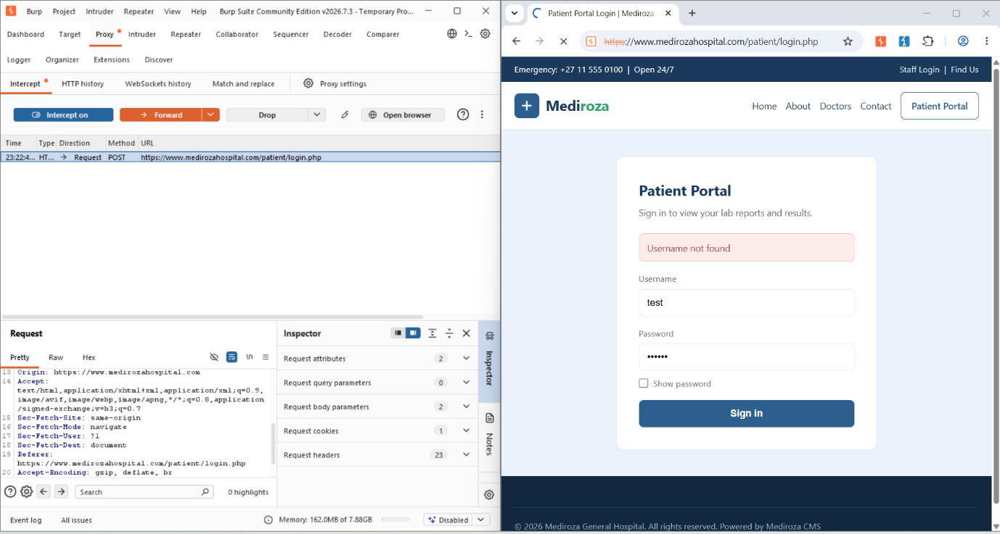 Burp Project Intruder Repeater View Help Burp Suite Community Edition v2026.7.3 - Temporary Pro...
Dashboard Target Proxy Intruder Repeater Collaborator Sequencer Decoder Comparer
Logger Organizer Extensions Discover
Intercept HTTP history WebSockets history Match and replace Proxy settings
Intercept on Forward Drop Open browser
Time Type Direction Method URL
23:22:4... HT... → Request POST https://www.medirozahospital.com/patient/login.php
Request
Pretty Raw Hex \n
13 Origin: https://www.medirozahospital.com
14 Accept:
text/html,application/xhtml+xml,application/xml;q=0.9,
image/avif,image/webp,image/apng,*/*;q=0.8,application
/signed-exchange;v=b3;q=0.7
15 Sec-Fetch-Site: same-origin
16 Sec-Fetch-Mode: navigate
17 Sec-Fetch-User: ?1
18 Sec-Fetch-Dest: document
19 Referer:
https://www.medirozahospital.com/patient/login.php
20 Accept-Encoding: gzip, deflate, br
Search 0 highlights
Inspector
Request attributes 2
Request query parameters 0
Request body parameters 2
Request cookies 1
Request headers 23
Inspector
Notes
Event log All issues Memory: 162.0MB of 7.88GB Disabled
Patient Portal Login | Mediroza
https://www.medirozahospital.com/patient/login.php
Emergency: +27 11 555 0100 | Open 24/7 Staff Login | Find Us
Mediroza Home About Doctors Contact Patient Portal
Patient Portal
Sign in to view your lab reports and results.
Username not found
Username
test
Password
••••••
Show password
Sign in
© 2026 Mediroza General Hospital. All rights reserved. Powered by Mediroza CMS